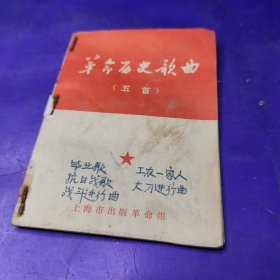 革命历史歌曲
（五首）
毕业歌 工农一家人
抗日战歌 大刀进行曲
战斗进行曲
上海市出版革命组